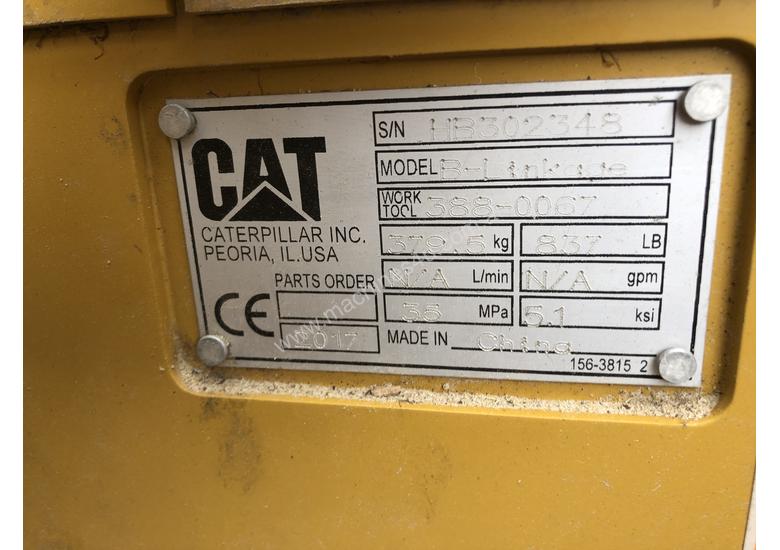 CAT
CATERPILLAR INC.
PEORIA, IL.USA
S/N HB302348
MODEL B-Linkage
WORK TOOL 388-0067
379.5 kg 837 LB
PARTS ORDER N/A L/min N/A gpm
35 MPa 5.1 ksi
CE 2017 MADE IN China
156-3815 2